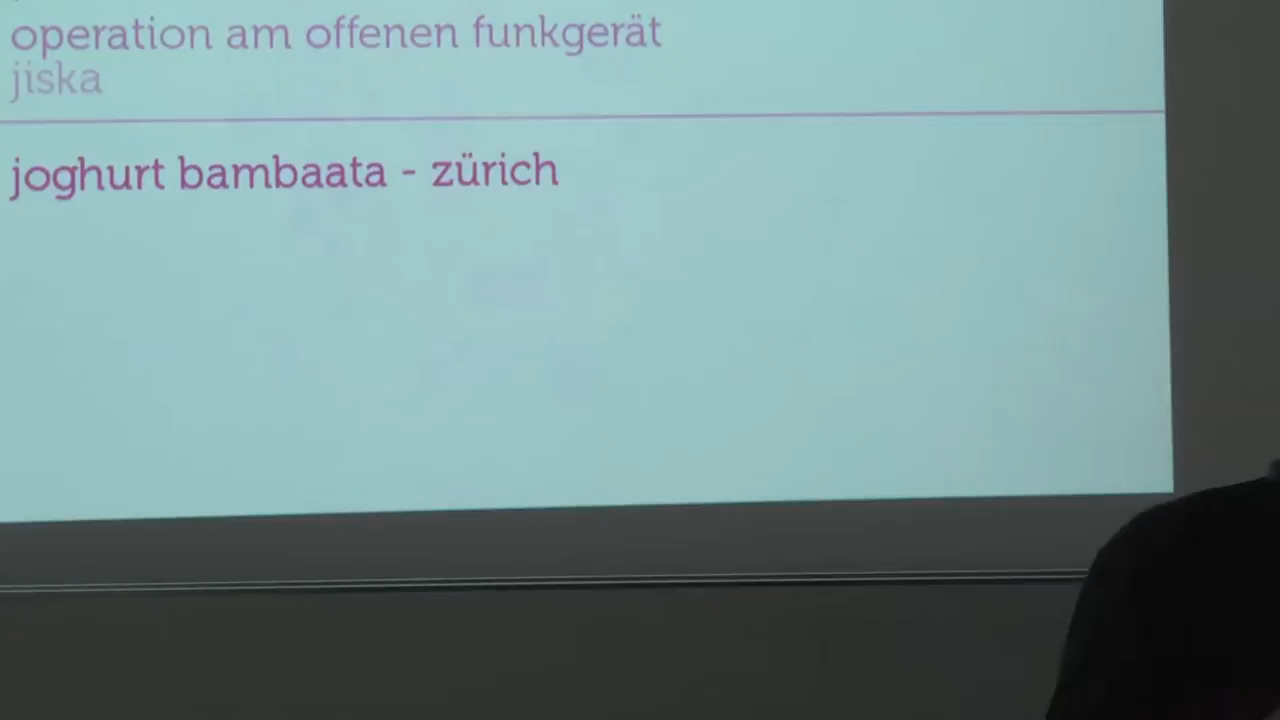 operation am offenen funkgerät
jiska
joghurt bambaata - zürich